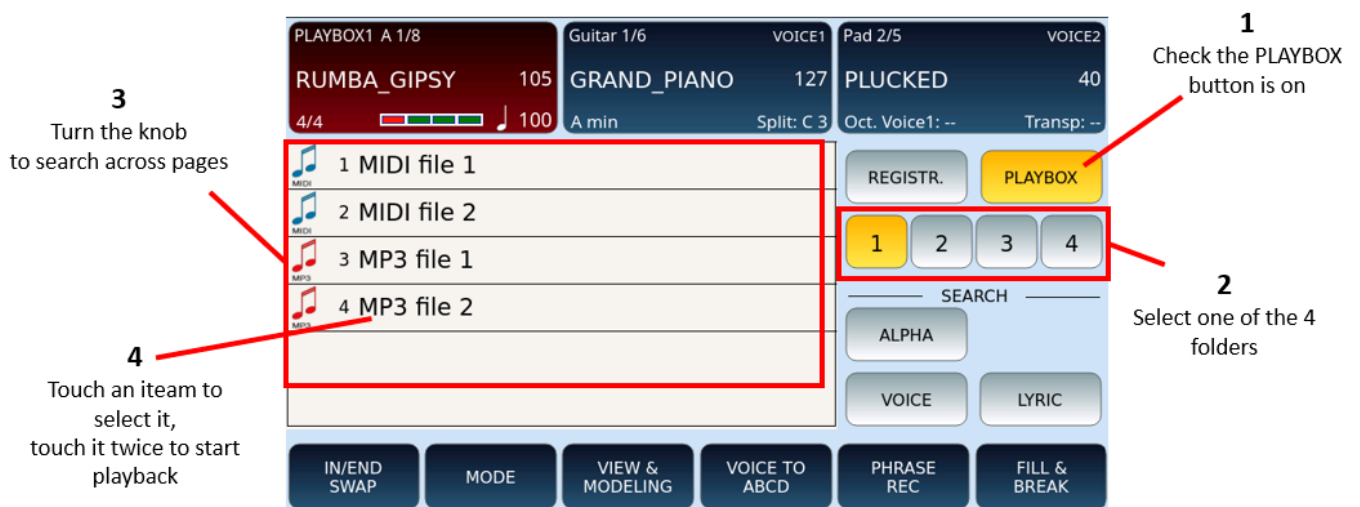 1
Check the PLAYBOX
button is on
PLAYBOX1 A 1/8
RUMBA_GIPSY 105
4/4 100
Guitar 1/6 VOICE1
GRAND_PIANO 127
A min Split: C 3
Pad 2/5 VOICE2
PLUCKED 40
Oct. Voice1: -- Transp: --
3
Turn the knob
to search across pages
MIDI 1 MIDI file 1
MIDI 2 MIDI file 2
MP3 3 MP3 file 1
MP3 4 MP3 file 2
REGISTR. PLAYBOX
1 2 3 4
SEARCH
ALPHA
VOICE LYRIC
2
Select one of the 4
folders
4
Touch an iteam to
select it,
touch it twice to start
playback
IN/END
SWAP
MODE
VIEW &
MODELING
VOICE TO
ABCD
PHRASE
REC
FILL &
BREAK